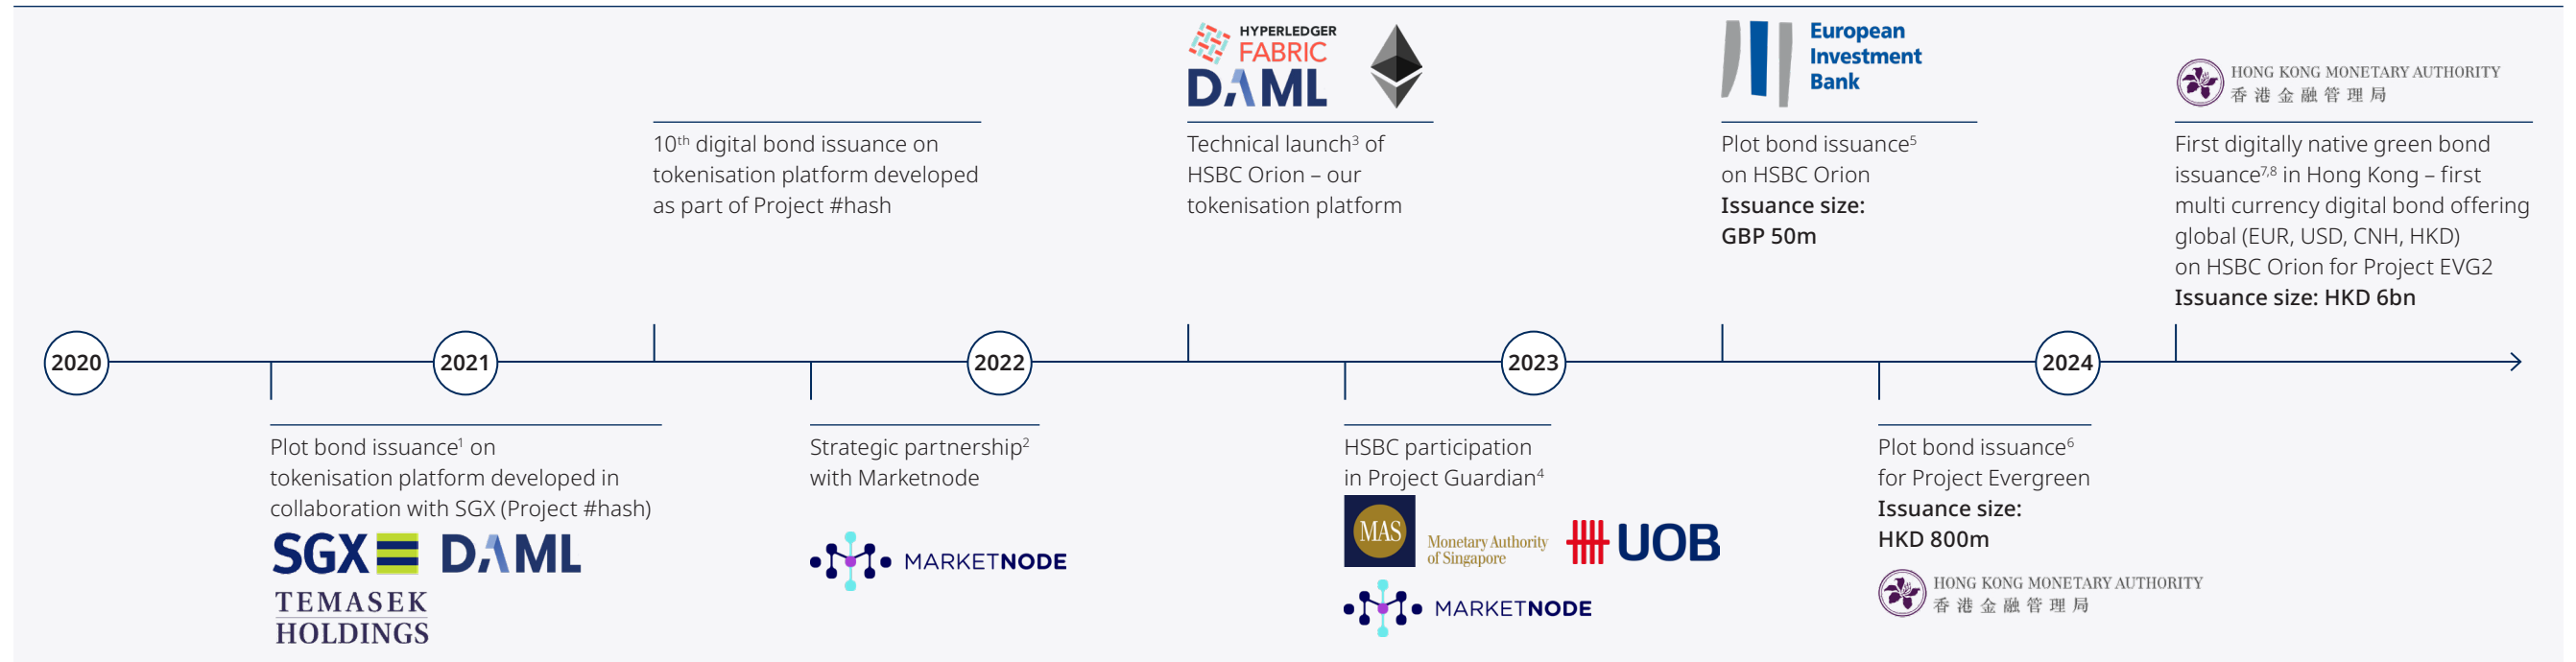 10th digital bond issuance on
tokenisation platform developed
as part of Project #hash
HYPERLEDGER
FABRIC
DAML
Technical launch3 of
HSBC Orion – our
tokenisation platform
European
Investment
Bank
Plot bond issuance5
on HSBC Orion
Issuance size:
GBP 50m
HONG KONG MONETARY AUTHORITY
香港金融管理局
First digitally native green bond
issuance7,8 in Hong Kong – first
multi currency digital bond offering
global (EUR, USD, CNH, HKD)
on HSBC Orion for Project EVG2
Issuance size: HKD 6bn
2020
2021
2022
2023
2024
Plot bond issuance1 on
tokenisation platform developed in
collaboration with SGX (Project #hash)
SGX
DAML
TEMASEK
HOLDINGS
Strategic partnership2
with Marketnode
MARKETNODE
HSBC participation
in Project Guardian4
MAS
Monetary Authority
of Singapore
UOB
MARKETNODE
Plot bond issuance6
for Project Evergreen
Issuance size:
HKD 800m
HONG KONG MONETARY AUTHORITY
香港金融管理局